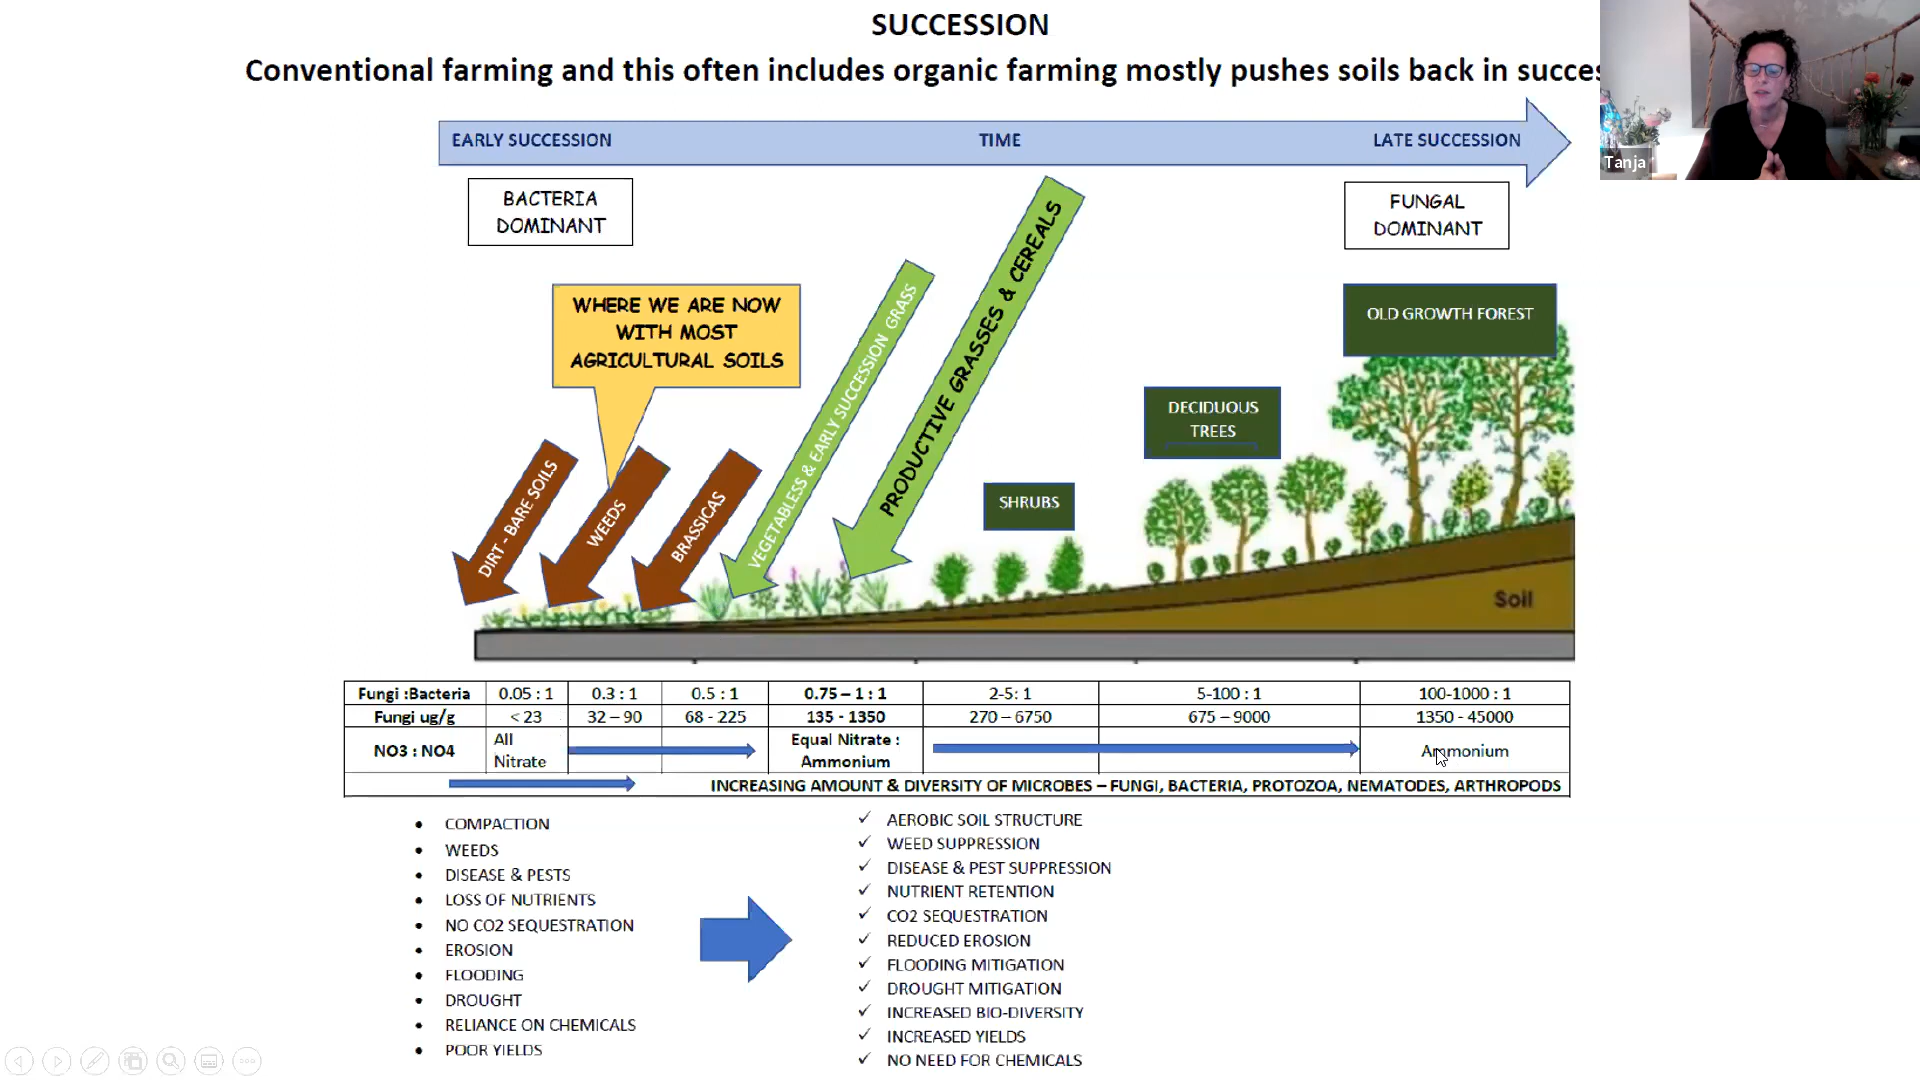 SUCCESSION
Conventional farming and this often includes organic farming mostly pushes soils back in
Tanja
EARLY SUCCESSION
TIME
LATE SUCCESSION
BACTERIA
DOMINANT
FUNGAL
DOMINANT
WHERE WE ARE NOW
WITH MOST
AGRICULTURAL SOILS
OLD GROWTH FOREST
DECIDUOUS
TREES
SHRUBS
DIRT - BARE SOILS
WEEDS
BRASSICAS
VEGETABLESS & EARLY SUCCESSION GRASS
PRODUCTIVE GRASSES & CEREALS
Soil
Fungi :Bacteria 0.05 : 1 0.3 : 1 0.5 : 1 0.75 – 1 : 1 2-5: 1 5-100 : 1 100-1000 : 1
Fungi ug/g < 23 32 – 90 68 - 225 135 - 1350 270 – 6750 675 – 9000 1350 - 45000
NO3 : NO4
All
Nitrate
Equal Nitrate :
Ammonium
Ammonium
INCREASING AMOUNT & DIVERSITY OF MICROBES – FUNGI, BACTERIA, PROTOZOA, NEMATODES, ARTHROPODS
• COMPACTION
• WEEDS
• DISEASE & PESTS
• LOSS OF NUTRIENTS
• NO CO2 SEQUESTRATION
• EROSION
• FLOODING
• DROUGHT
• RELIANCE ON CHEMICALS
• POOR YIELDS
✓ AEROBIC SOIL STRUCTURE
✓ WEED SUPPRESSION
✓ DISEASE & PEST SUPPRESSION
✓ NUTRIENT RETENTION
✓ CO2 SEQUESTRATION
✓ REDUCED EROSION
✓ FLOODING MITIGATION
✓ DROUGHT MITIGATION
✓ INCREASED BIO-DIVERSITY
✓ INCREASED YIELDS
✓ NO NEED FOR CHEMICALS